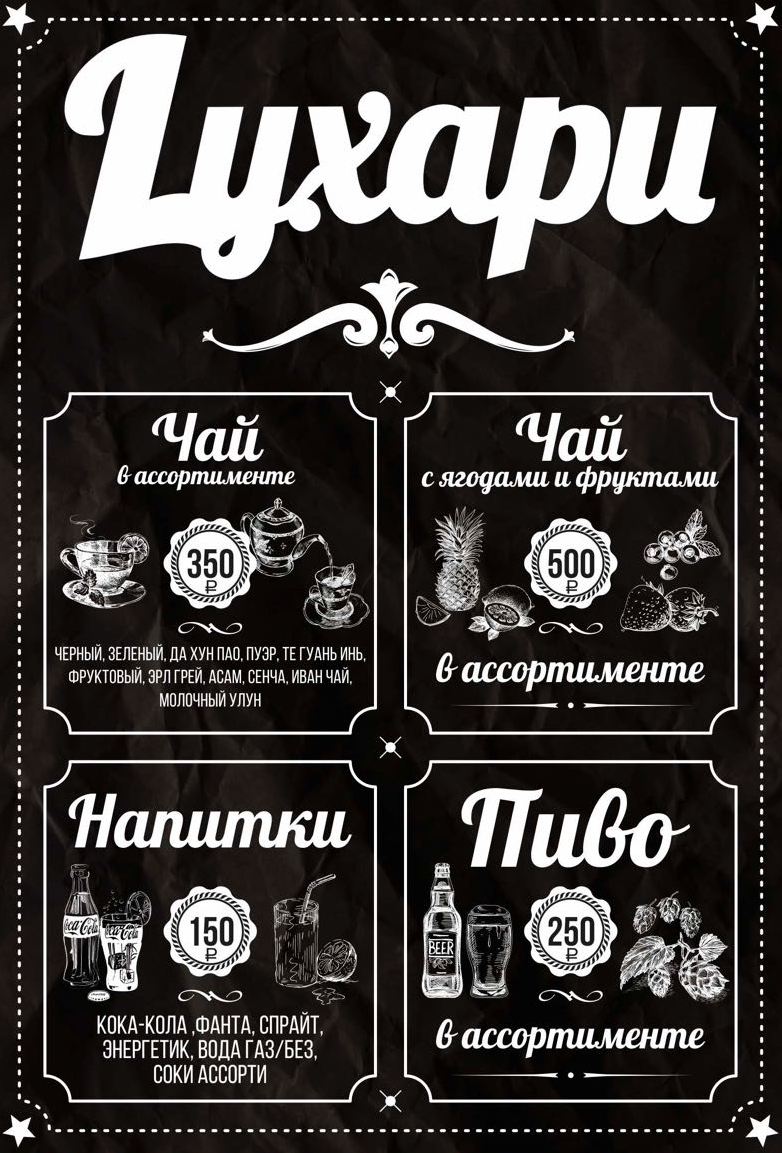 Lухари
Чай
в ассортименте
350
₽
ЧЕРНЫЙ, ЗЕЛЕНЫЙ, ДА ХУН ПАО, ПУЭР, ТЕ ГУАНЬ ИНЬ,
ФРУКТОВЫЙ, ЭРЛ ГРЕЙ, АСАМ, СЕНЧА, ИВАН ЧАЙ,
МОЛОЧНЫЙ УЛУН
Чай
с ягодами и фруктами
500
₽
в ассортименте
Напитки
Coca-Cola
Coca-Cola
150
₽
КОКА-КОЛА ,ФАНТА, СПРАЙТ,
ЭНЕРГЕТИК, ВОДА ГАЗ/БЕЗ,
СОКИ АССОРТИ
Пиво
BEER
250
₽
в ассортименте